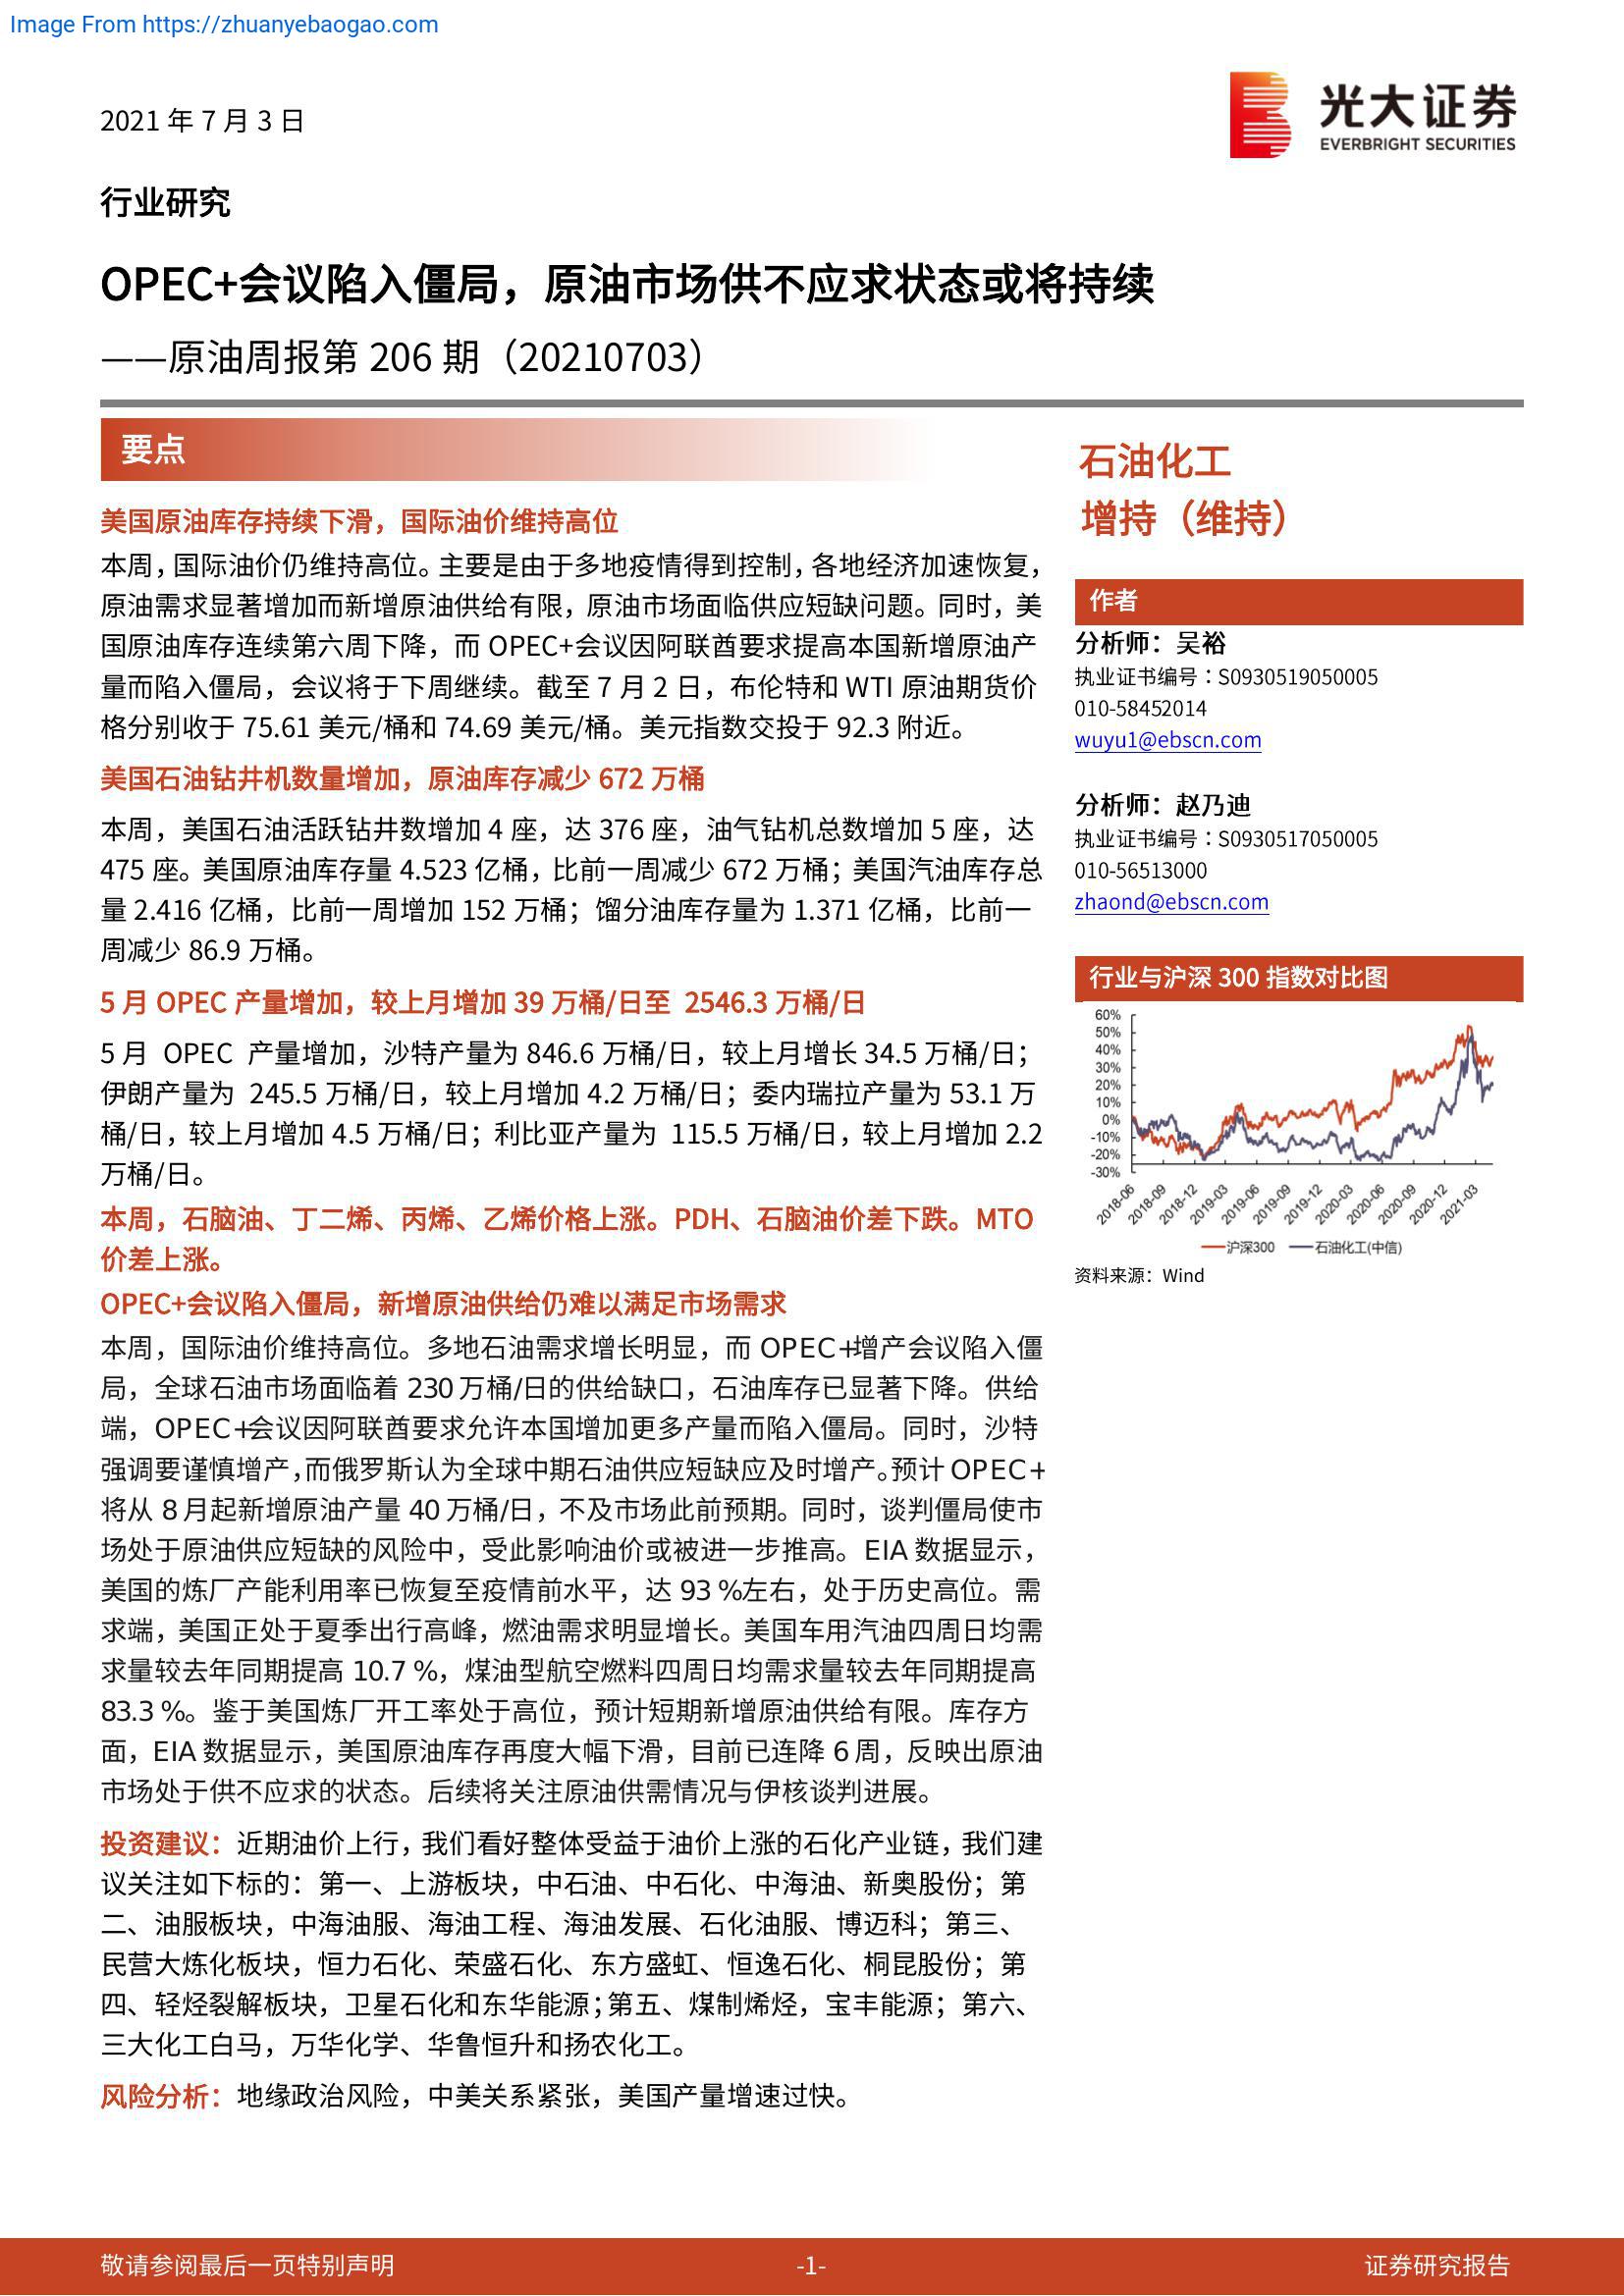 Image From https://zhuanyebaogao.com
2021 年 7 月 3 日
光大证券
EVERBRIGHT SECURITIES
行业研究
OPEC+会议陷入僵局，原油市场供不应求状态或将持续
——原油周报第 206 期（20210703）
要点
美国原油库存持续下滑，国际油价维持高位
本周，国际油价仍维持高位。主要是由于多地疫情得到控制，各地经济加速恢复，
原油需求显著增加而新增原油供给有限，原油市场面临供应短缺问题。同时，美
国原油库存连续第六周下降，而 OPEC+会议因阿联酋要求提高本国新增原油产
量而陷入僵局，会议将于下周继续。截至 7 月 2 日，布伦特和 WTI 原油期货价
格分别收于 75.61 美元/桶和 74.69 美元/桶。美元指数交投于 92.3 附近。
美国石油钻井机数量增加，原油库存减少 672 万桶
本周，美国石油活跃钻井数增加 4 座，达 376 座，油气钻机总数增加 5 座，达
475 座。美国原油库存量 4.523 亿桶，比前一周减少 672 万桶；美国汽油库存总
量 2.416 亿桶，比前一周增加 152 万桶；馏分油库存量为 1.371 亿桶，比前一
周减少 86.9 万桶。
5 月 OPEC 产量增加，较上月增加 39 万桶/日至 2546.3 万桶/日
5 月 OPEC 产量增加，沙特产量为 846.6 万桶/日，较上月增长 34.5 万桶/日；
伊朗产量为 245.5 万桶/日，较上月增加 4.2 万桶/日；委内瑞拉产量为 53.1 万
桶/日，较上月增加 4.5 万桶/日；利比亚产量为 115.5 万桶/日，较上月增加 2.2
万桶/日。
本周，石脑油、丁二烯、丙烯、乙烯价格上涨。PDH、石脑油价差下跌。MTO
价差上涨。
OPEC+会议陷入僵局，新增原油供给仍难以满足市场需求
本周，国际油价维持高位。多地石油需求增长明显，而 OPEC+增产会议陷入僵
局，全球石油市场面临着 230 万桶/日的供给缺口，石油库存已显著下降。供给
端，OPEC+会议因阿联酋要求允许本国增加更多产量而陷入僵局。同时，沙特
强调要谨慎增产，而俄罗斯认为全球中期石油供应短缺应及时增产。预计 OPEC+
将从 8 月起新增原油产量 40 万桶/日，不及市场此前预期。同时，谈判僵局使市
场处于原油供应短缺的风险中，受此影响油价或被进一步推高。EIA 数据显示，
美国的炼厂产能利用率已恢复至疫情前水平，达 93 %左右，处于历史高位。需
求端，美国正处于夏季出行高峰，燃油需求明显增长。美国车用汽油四周日均需
求量较去年同期提高 10.7 %，煤油型航空燃料四周日均需求量较去年同期提高
83.3 %。鉴于美国炼厂开工率处于高位，预计短期新增原油供给有限。库存方
面，EIA 数据显示，美国原油库存再度大幅下滑，目前已连降 6 周，反映出原油
市场处于供不应求的状态。后续将关注原油供需情况与伊核谈判进展。
投资建议：近期油价上行，我们看好整体受益于油价上涨的石化产业链，我们建
议关注如下标的：第一、上游板块，中石油、中石化、中海油、新奥股份；第
二、油服板块，中海油服、海油工程、海油发展、石化油服、博迈科；第三、
民营大炼化板块，恒力石化、荣盛石化、东方盛虹、恒逸石化、桐昆股份；第
四、轻烃裂解板块，卫星石化和东华能源；第五、煤制烯烃，宝丰能源；第六、
三大化工白马，万华化学、华鲁恒升和扬农化工。
风险分析：地缘政治风险，中美关系紧张，美国产量增速过快。
石油化工
增持（维持）
作者
分析师：吴裕
执业证书编号：S0930519050005
010-58452014
wuyu1@ebscn.com
分析师：赵乃迪
执业证书编号：S0930517050005
010-56513000
zhaond@ebscn.com
行业与沪深 300 指数对比图
60%
50%
40%
30%
20%
10%
0%
-10%
-20%
-30%
2018-06 2018-09 2018-12 2019-03 2019-06 2019-09 2019-12 2020-03 2020-06 2020-09 2020-12 2021-03
沪深300 石油化工(中信)
资料来源：Wind
敬请参阅最后一页特别声明 -1- 证券研究报告